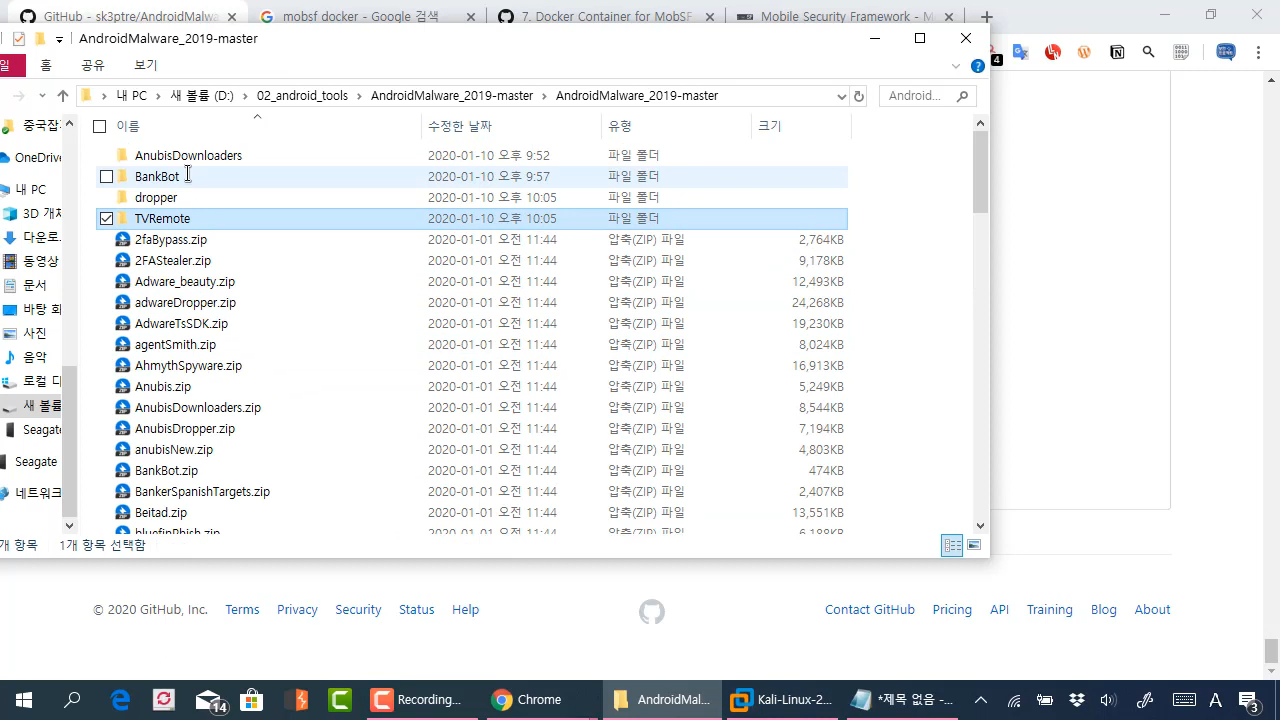 GitHub - sk3ptre/AndroidMalware
mobsf docker - Google 검색
7. Docker Container for MobSF
Mobile Security Framework - M
AndroidMalware_2019-master
일 홈 공유 보기
4
내 PC 새 볼륨 (D:) 02_android_tools AndroidMalware_2019-master AndroidMalware_2019-master
Android...
이름 수정한 날짜 유형 크기
AnubisDownloaders 2020-01-10 오후 9:52 파일 폴더
BankBot 2020-01-10 오후 9:57 파일 폴더
dropper 2020-01-10 오후 10:05 파일 폴더
TVRemote 2020-01-10 오후 10:05 파일 폴더
2faBypass.zip 2020-01-01 오전 11:44 압축(ZIP) 파일 2,764KB
2FAStealer.zip 2020-01-01 오전 11:44 압축(ZIP) 파일 9,178KB
Adware_beauty.zip 2020-01-01 오전 11:44 압축(ZIP) 파일 12,493KB
adwareDropper.zip 2020-01-01 오전 11:44 압축(ZIP) 파일 24,268KB
AdwareTsSDK.zip 2020-01-01 오전 11:44 압축(ZIP) 파일 19,230KB
agentSmith.zip 2020-01-01 오전 11:44 압축(ZIP) 파일 8,024KB
AhmythSpyware.zip 2020-01-01 오전 11:44 압축(ZIP) 파일 16,913KB
Anubis.zip 2020-01-01 오전 11:44 압축(ZIP) 파일 5,249KB
AnubisDownloaders.zip 2020-01-01 오전 11:44 압축(ZIP) 파일 8,544KB
AnubisDropper.zip 2020-01-01 오전 11:44 압축(ZIP) 파일 7,194KB
anubisNew.zip 2020-01-01 오전 11:44 압축(ZIP) 파일 4,803KB
BankBot.zip 2020-01-01 오전 11:44 압축(ZIP) 파일 474KB
BankerSpanishTargets.zip 2020-01-01 오전 11:44 압축(ZIP) 파일 2,407KB
Beitad.zip 2020-01-01 오전 11:44 압축(ZIP) 파일 13,551KB
중국잡
OneDriv
내 PC
3D 개체
다운로.
동영상
문서
바탕 화
사진
음악
로컬 디
새 볼륨
Seagate
Seagate
네트워크
개 항목 1개 항목 선택함
© 2020 GitHub, Inc. Terms Privacy Security Status Help Contact GitHub Pricing API Training Blog About
14 Recording... Chrome AndroidMal... Kali-Linux-2... *제목 없음 -... A 3